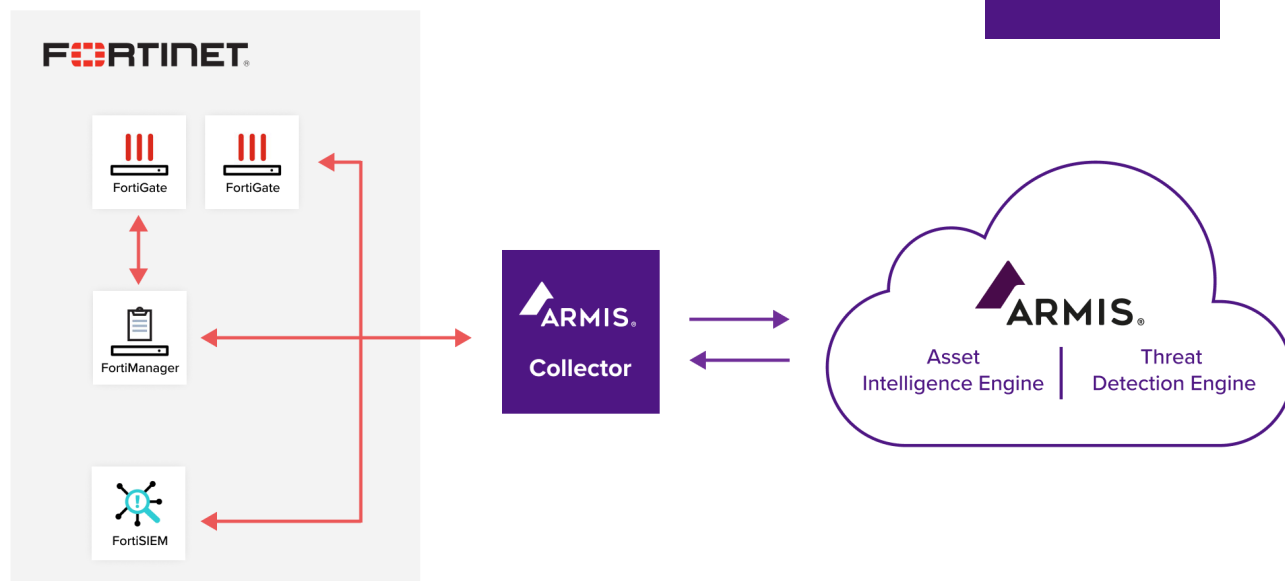 FORTINET®
FortiGate
FortiGate
FortiManager
FortiSIEM
ARMIS®
Collector
ARMIS®
Asset
Intelligence Engine
Threat
Detection Engine